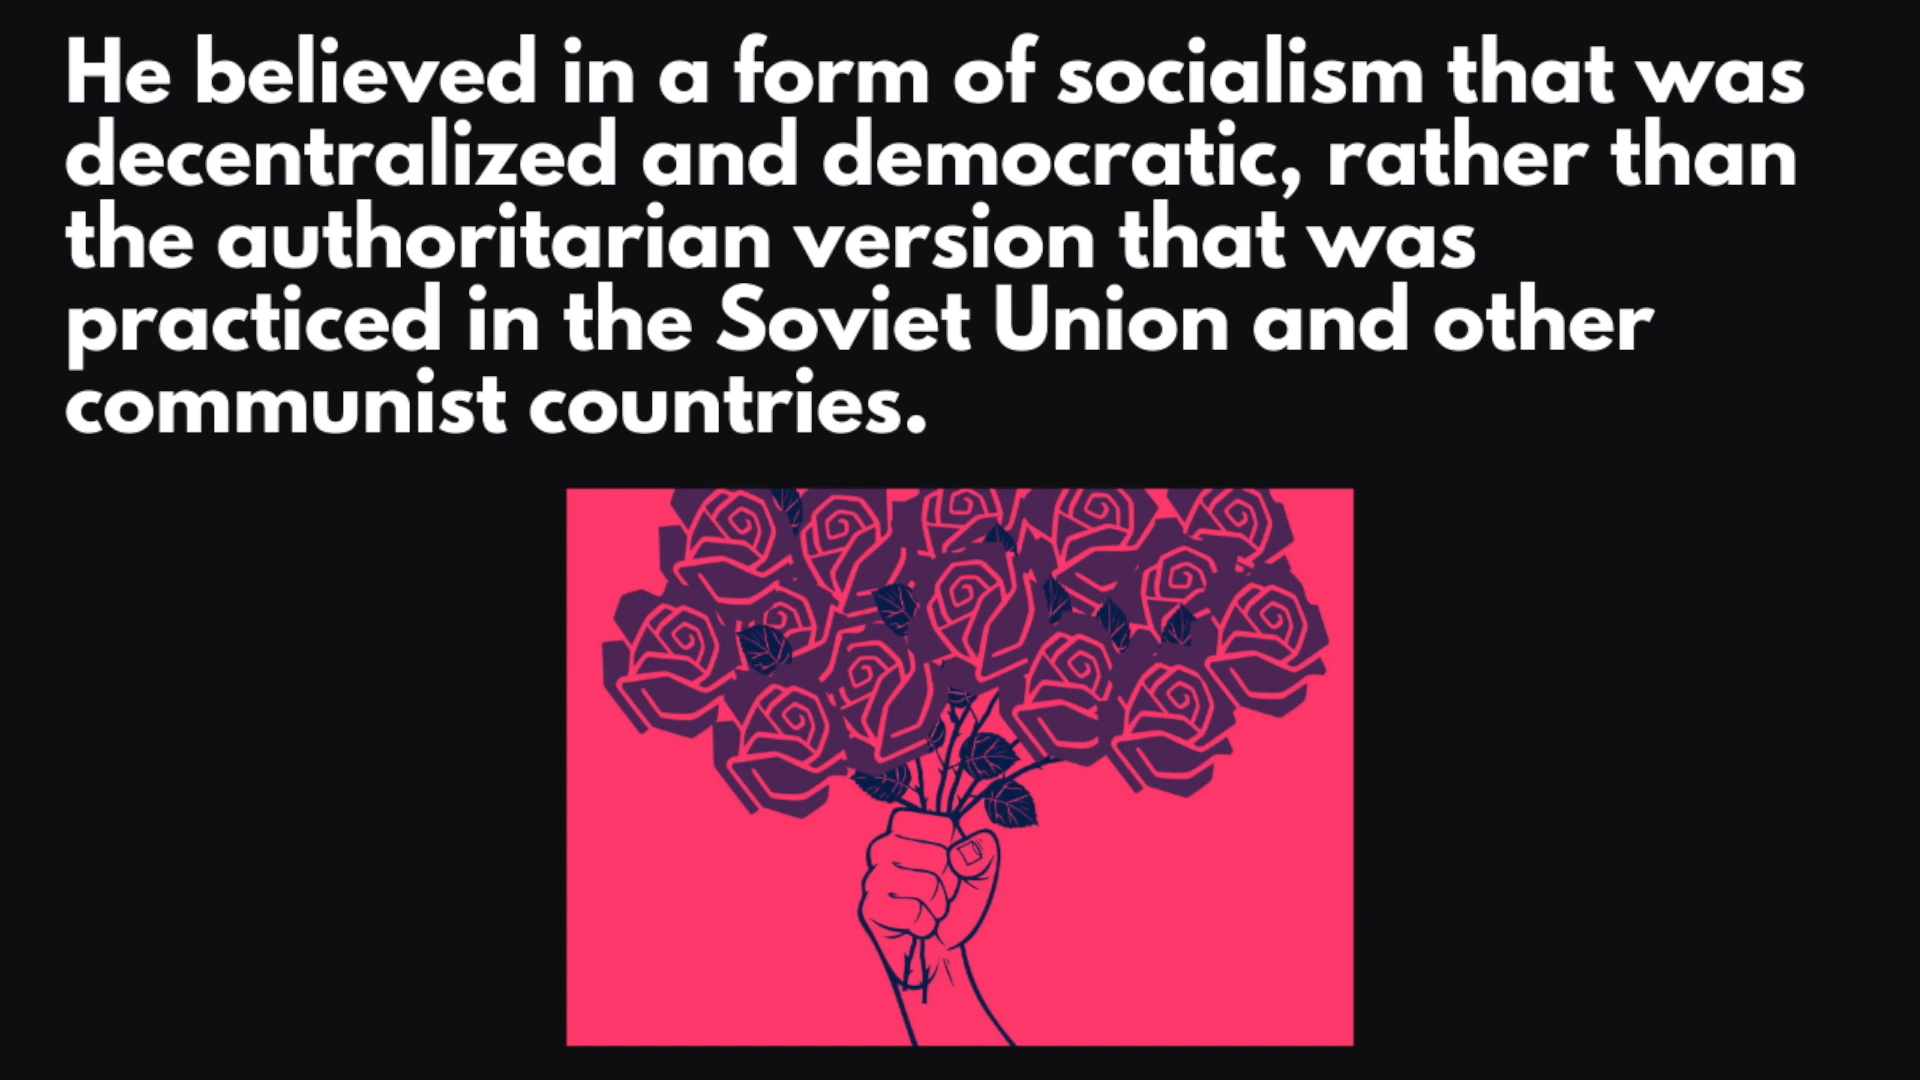 He believed in a form of socialism that was
decentralized and democratic, rather than
the authoritarian version that was
practiced in the Soviet Union and other
communist countries.